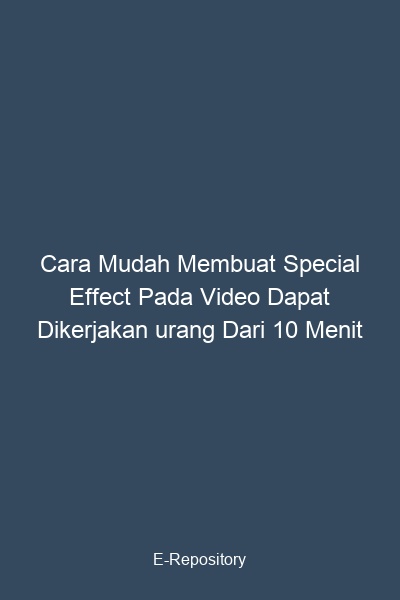 Cara Mudah Membuat Special
Effect Pada Video Dapat
Dikerjakan urang Dari 10 Menit
E-Repository